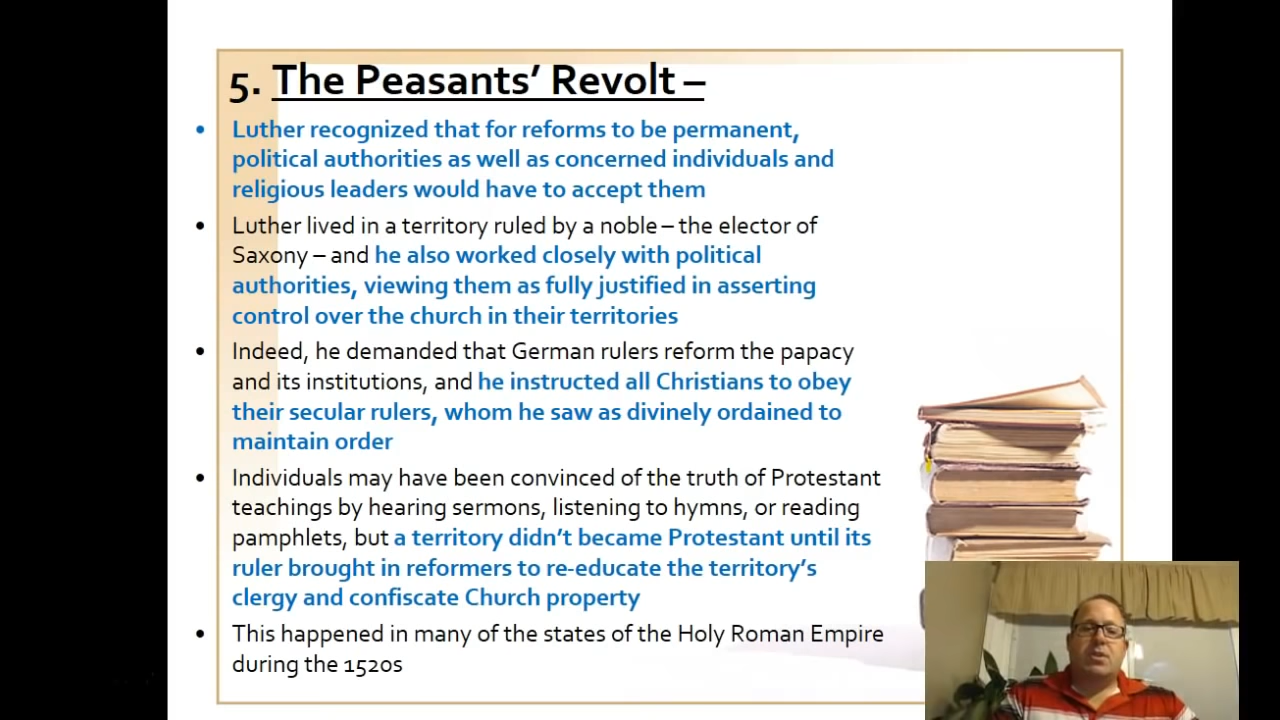 5. The Peasants’ Revolt –
• Luther recognized that for reforms to be permanent,
political authorities as well as concerned individuals and
religious leaders would have to accept them
• Luther lived in a territory ruled by a noble – the elector of
Saxony – and he also worked closely with political
authorities, viewing them as fully justified in asserting
control over the church in their territories
• Indeed, he demanded that German rulers reform the papacy
and its institutions, and he instructed all Christians to obey
their secular rulers, whom he saw as divinely ordained to
maintain order
• Individuals may have been convinced of the truth of Protestant
teachings by hearing sermons, listening to hymns, or reading
pamphlets, but a territory didn’t became Protestant until its
ruler brought in reformers to re-educate the territory’s
clergy and confiscate Church property
• This happened in many of the states of the Holy Roman Empire
during the 1520s